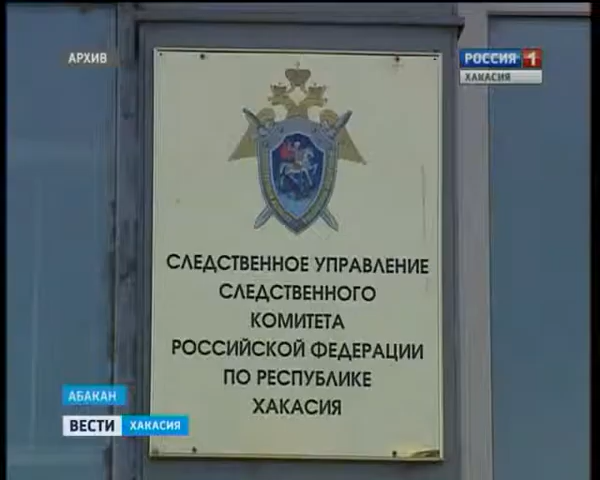 АРХИВ
РОССИЯ 1
ХАКАСИЯ
СЛЕДСТВЕННОЕ УПРАВЛЕНИЕ
СЛЕДСТВЕННОГО
КОМИТЕТА
РОССИЙСКОЙ ФЕДЕРАЦИИ
ПО РЕСПУБЛИКЕ
ХАКАСИЯ
АБАКАН
ВЕСТИ ХАКАСИЯ